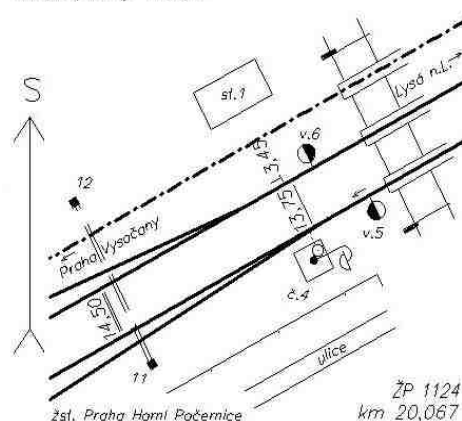 S
st.1
Lysá n.L.
v.6
3,45
13,75
12
Praha Vysočany
v.5
č.4
14,50
11
ulice
ŽP 1124
žst. Praha Horní Počernice
km 20,067